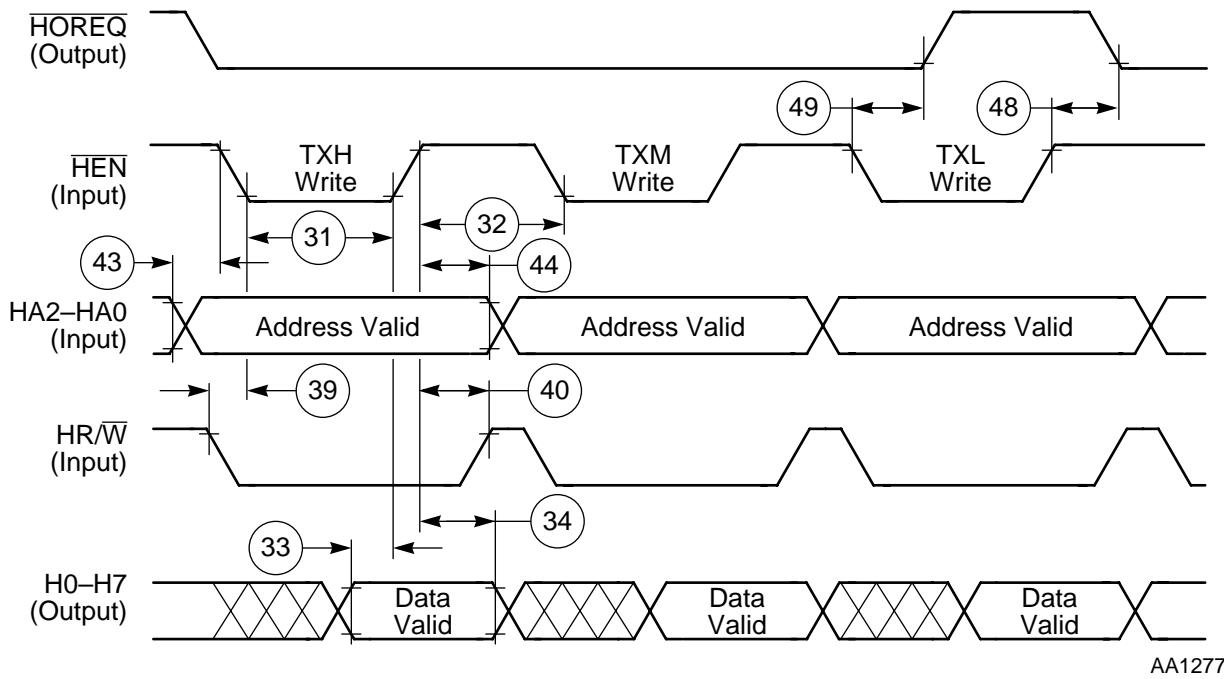 H̅O̅R̅E̅Q̅
(Output)
49
48
H̅E̅N̅
(Input)
TXH
Write
TXM
Write
TXL
Write
31
32
43
44
HA2–HA0
(Input)
Address Valid
Address Valid
Address Valid
39
40
HR/W̅
(Input)
33
34
H0–H7
(Output)
Data
Valid
Data
Valid
Data
Valid
AA1277